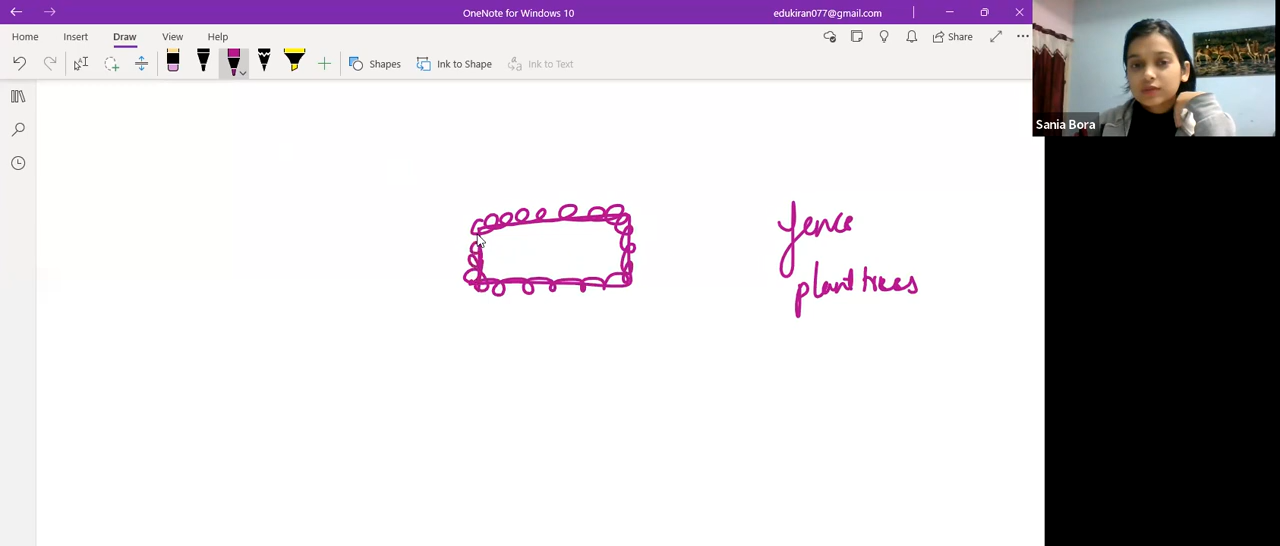 OneNote for Windows 10
edukiran077@gmail.com
Home Insert Draw View Help
Share
Shapes Ink to Shape Ink to Text
Sania Bora
fence
plant trees